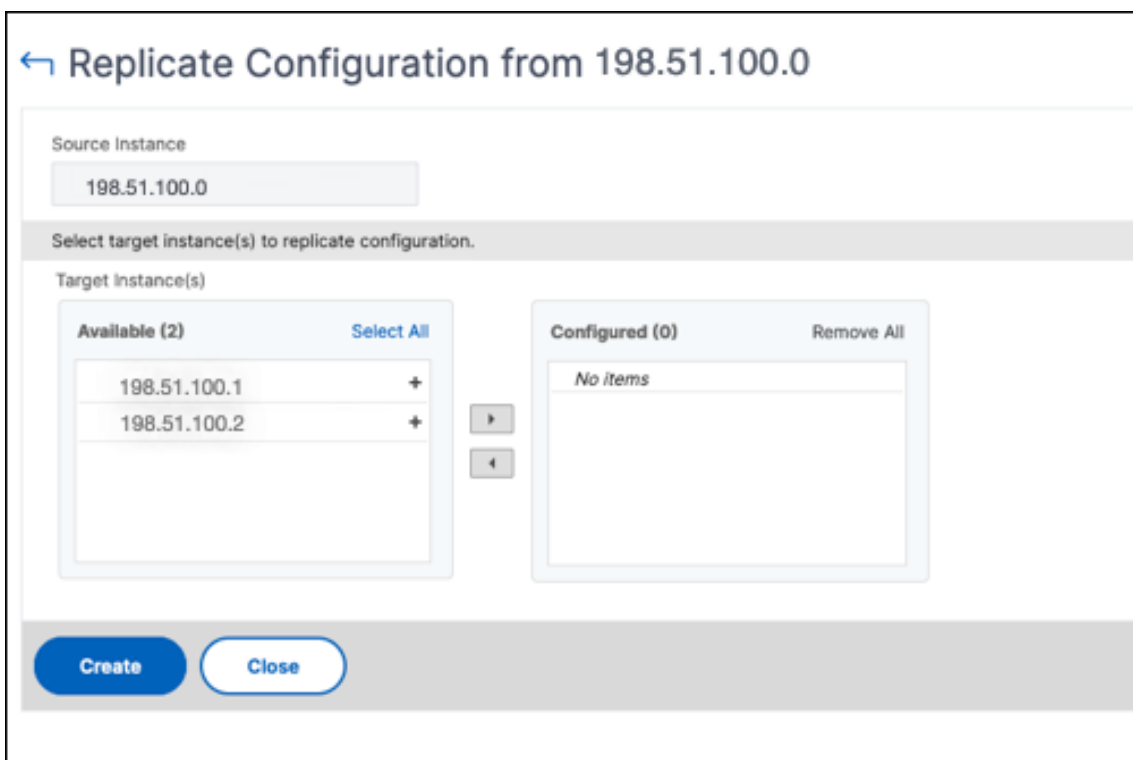 Replicate Configuration from 198.51.100.0
Source Instance
198.51.100.0
Select target instance(s) to replicate configuration.
Target Instance(s)
Available (2) Select All
198.51.100.1 +
198.51.100.2 +
Configured (0) Remove All
No items
Create Close